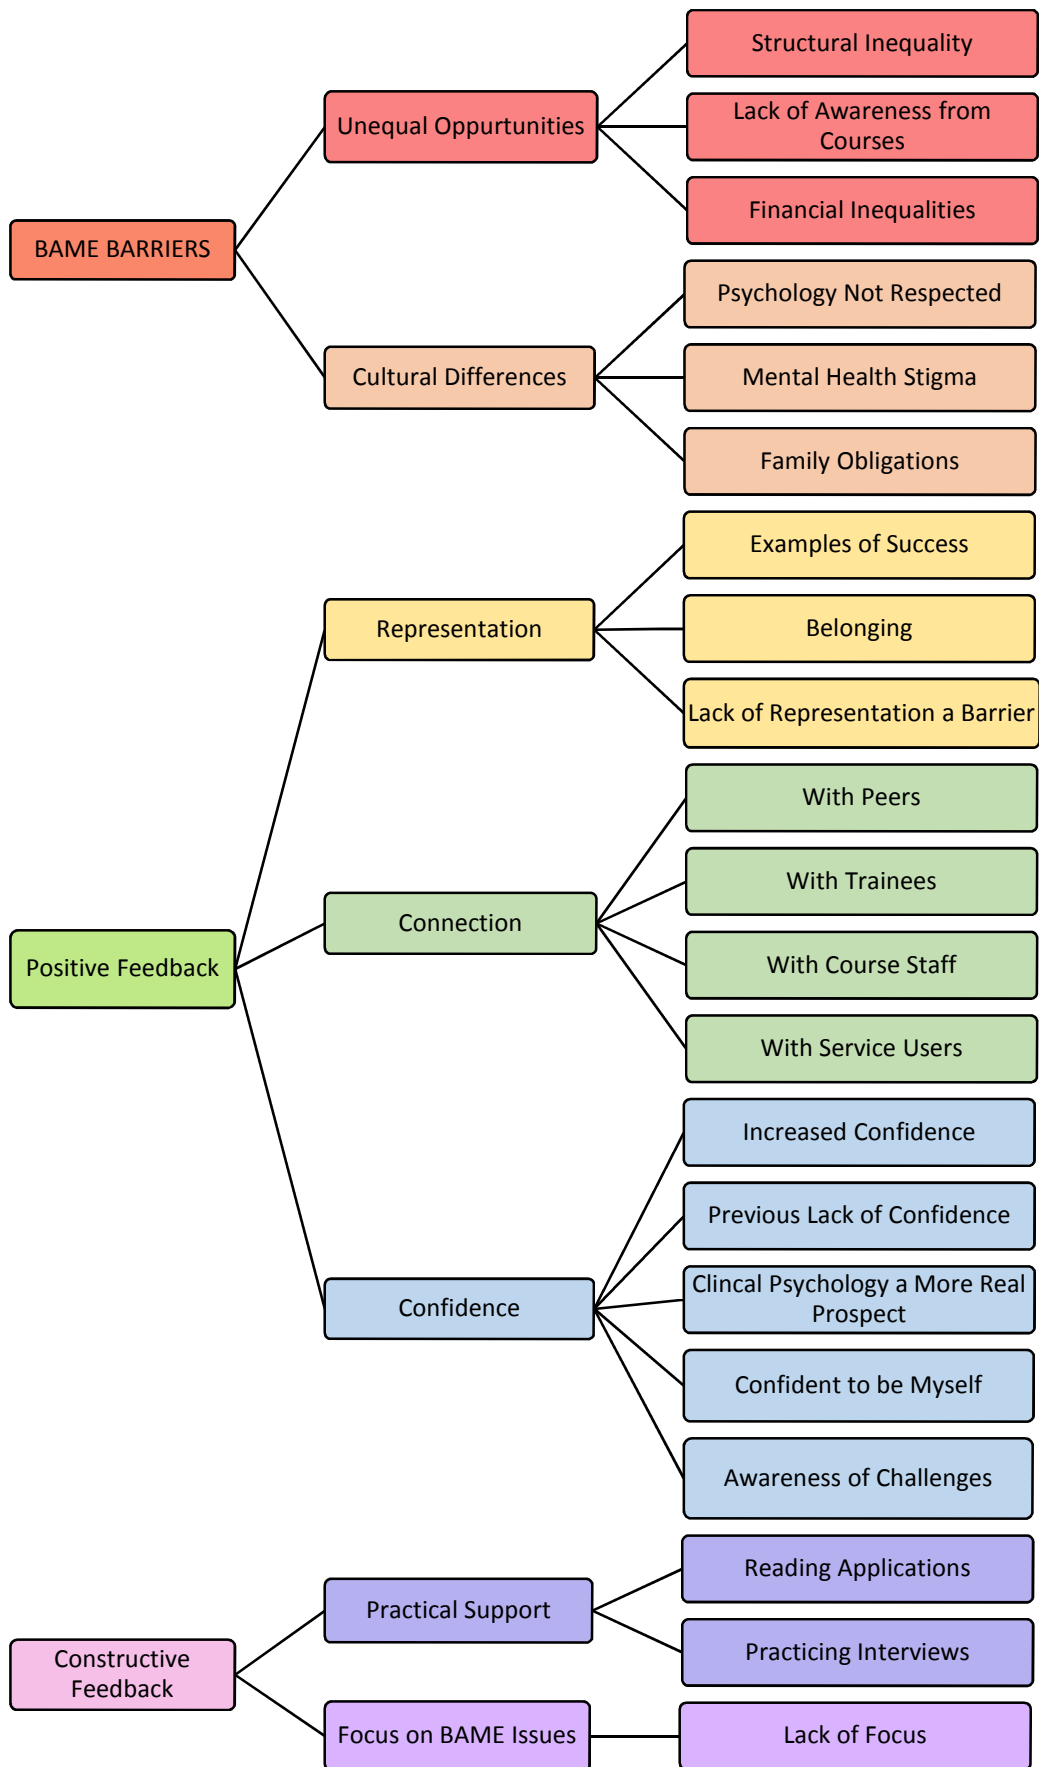 BAME BARRIERS
Unequal Oppurtunities
Structural Inequality
Lack of Awareness from
Courses
Financial Inequalities
Cultural Differences
Psychology Not Respected
Mental Health Stigma
Family Obligations
Positive Feedback
Representation
Examples of Success
Belonging
Lack of Representation a Barrier
Connection
With Peers
With Trainees
With Course Staff
With Service Users
Confidence
Increased Confidence
Previous Lack of Confidence
Clincal Psychology a More Real
Prospect
Confident to be Myself
Awareness of Challenges
Constructive
Feedback
Practical Support
Reading Applications
Practicing Interviews
Focus on BAME Issues
Lack of Focus